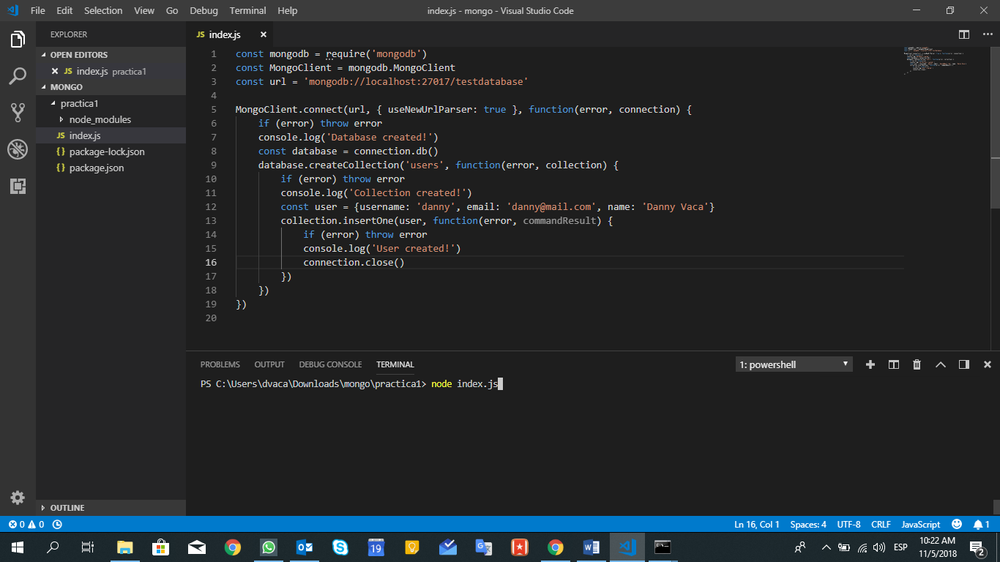 File Edit Selection View Go Debug Terminal Help
index.js - mongo - Visual Studio Code
EXPLORER
OPEN EDITORS
JS index.js practica1
MONGO
practica1
node_modules
JS index.js
{} package-lock.json
{} package.json
OUTLINE
JS index.js
1 const mongodb = require('mongodb')
2 const MongoClient = mongodb.MongoClient
3 const url = 'mongodb://localhost:27017/testdatabase'
4
5 MongoClient.connect(url, { useNewUrlParser: true }, function(error, connection) {
6 if (error) throw error
7 console.log('Database created!')
8 const database = connection.db()
9 database.createCollection('users', function(error, collection) {
10 if (error) throw error
11 console.log('Collection created!')
12 const user = {username: 'danny', email: 'danny@mail.com', name: 'Danny Vaca'}
13 collection.insertOne(user, function(error, commandResult) {
14 if (error) throw error
15 console.log('User created!')
16 connection.close()
17 })
18 })
19 })
20
PROBLEMS OUTPUT DEBUG CONSOLE TERMINAL
1: powershell
PS C:\Users\dvaca\Downloads\mongo\practica1> node index.js
0 0
Ln 16, Col 1 Spaces: 4 UTF-8 CRLF JavaScript 1
19
ESP
10:22 AM
11/5/2018
2